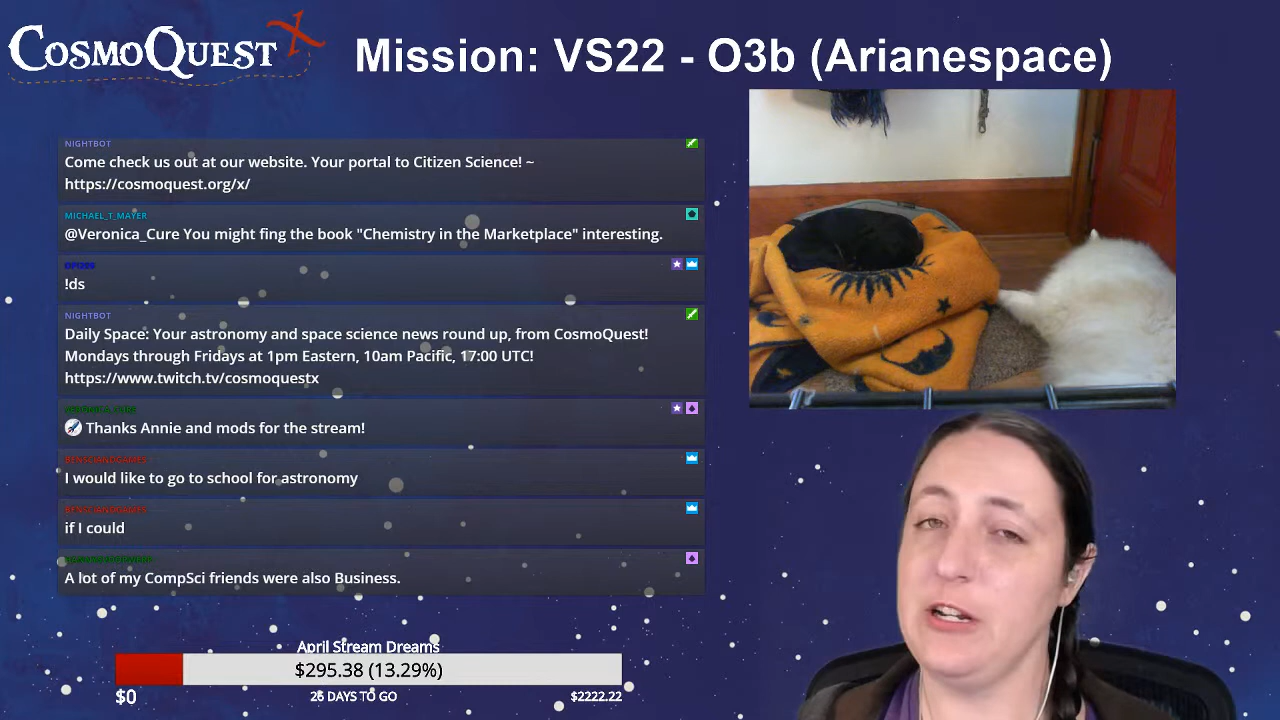 CosmoQuest X
Mission: VS22 - O3b (Arianespace)
NIGHTBOT
Come check us out at our website. Your portal to Citizen Science! ~
https://cosmoquest.org/x/
MICHAEL_T_MAYER
@Veronica_Cure You might fing the book "Chemistry in the Marketplace" interesting.
!ds
NIGHTBOT
Daily Space: Your astronomy and space science news round up, from CosmoQuest!
Mondays through Fridays at 1pm Eastern, 10am Pacific, 17:00 UTC!
https://www.twitch.tv/cosmoquestx
VERONICA_CURE
Thanks Annie and mods for the stream!
BENSCIANDGAMES
I would like to go to school for astronomy
BENSCIANDGAMES
if I could
A lot of my CompSci friends were also Business.
April Stream Dreams
$295.38 (13.29%)
$0
26 DAYS TO GO
$2222.22